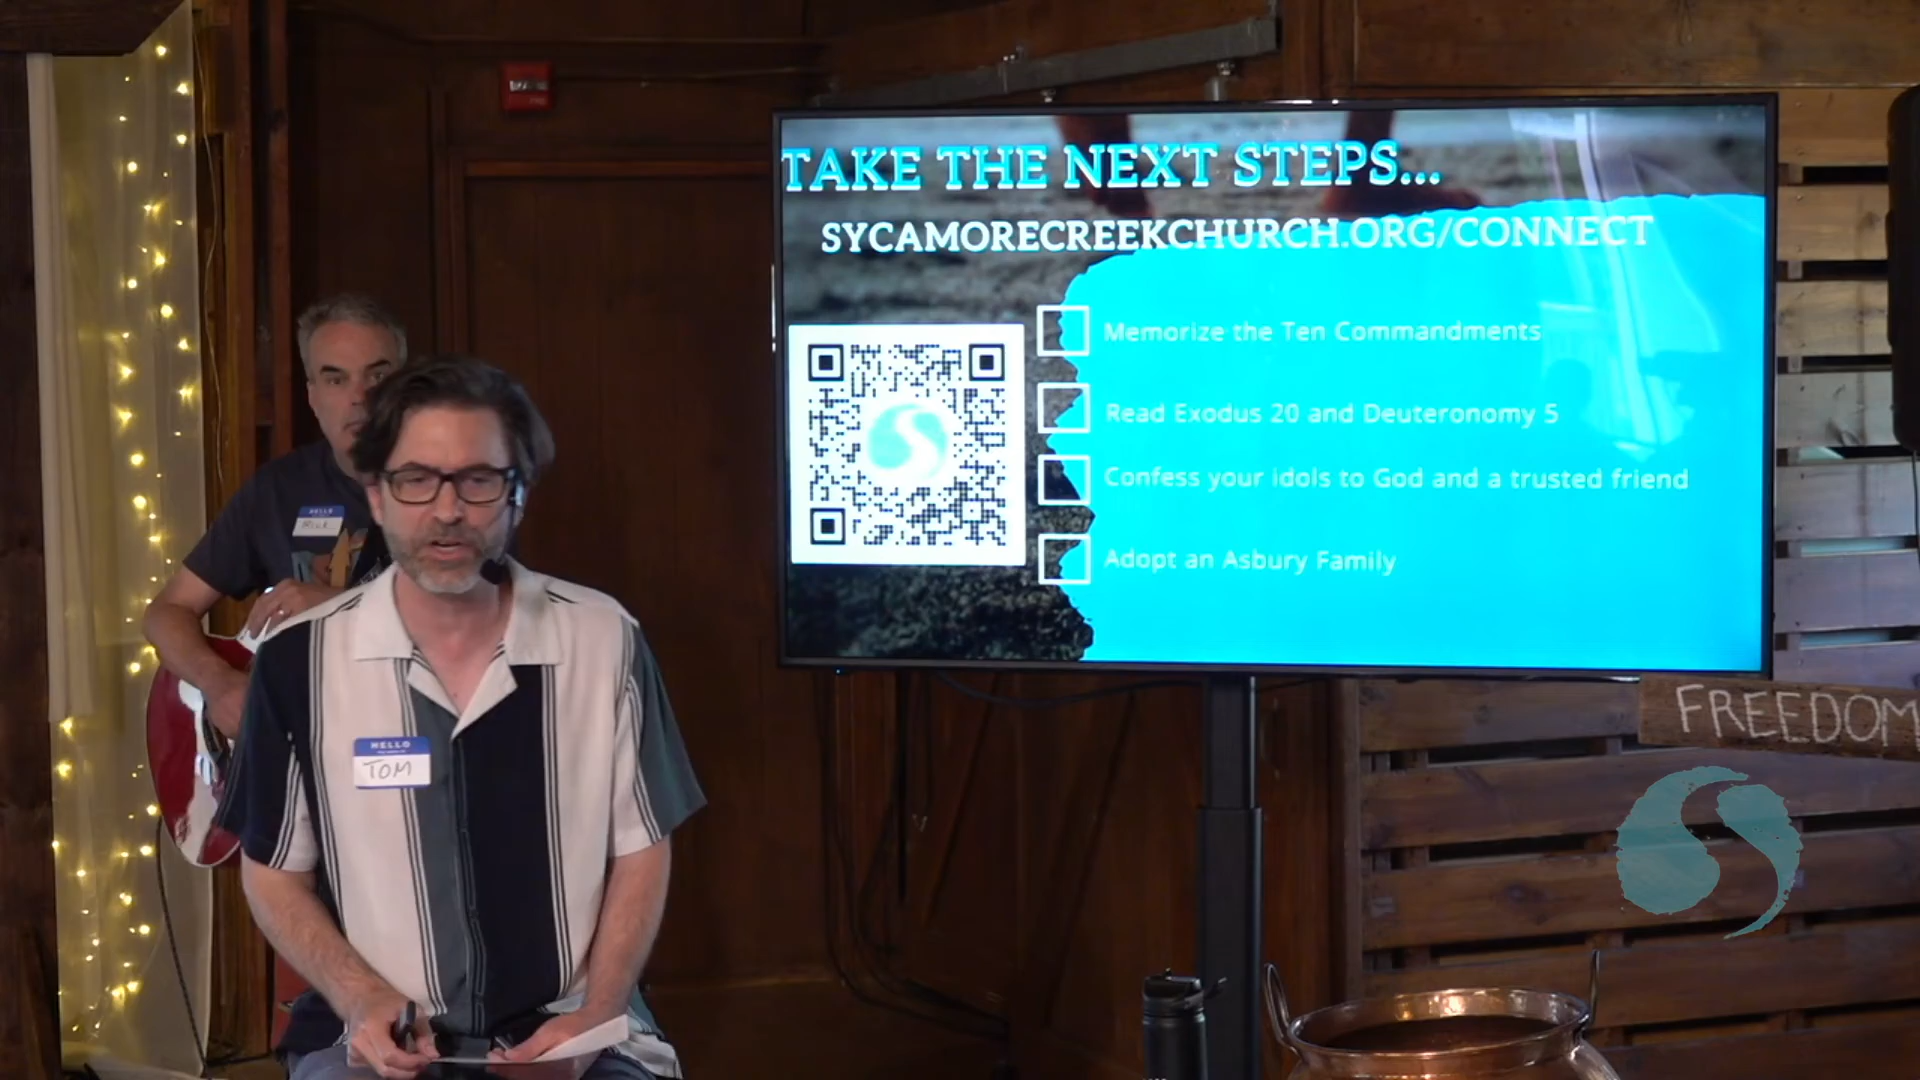 TAKE THE NEXT STEPS...
SYCAMORECREEKCHURCH.ORG/CONNECT
Memorize the Ten Commandments
Read Exodus 20 and Deuteronomy 5
Confess your idols to God and a trusted friend
Adopt an Asbury Family
HELLO
HELLO
TOM
FREEDOM